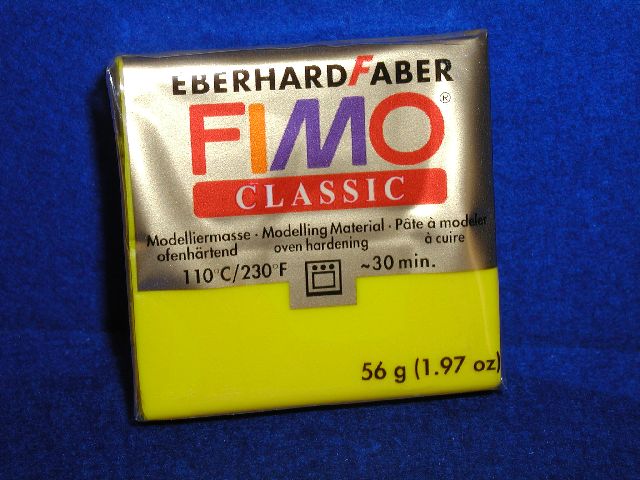 EBERHARDFABER
FIMO®
CLASSIC
Modelliermasse · Modelling Material · Pâte à modeler
ofenhärtend oven hardening à cuire
110°C/230°F ~30 min.
56 g (1.97 oz)